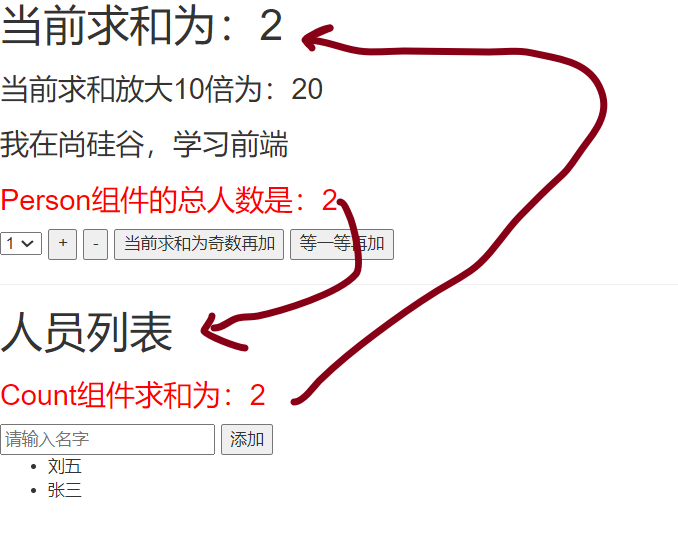 当前求和为：2
当前求和放大10倍为：20
我在尚硅谷，学习前端
Person组件的总人数是：2
1 + - 当前求和为奇数再加 等一等再加
人员列表
Count组件求和为：2
请输入名字 添加
刘五
张三